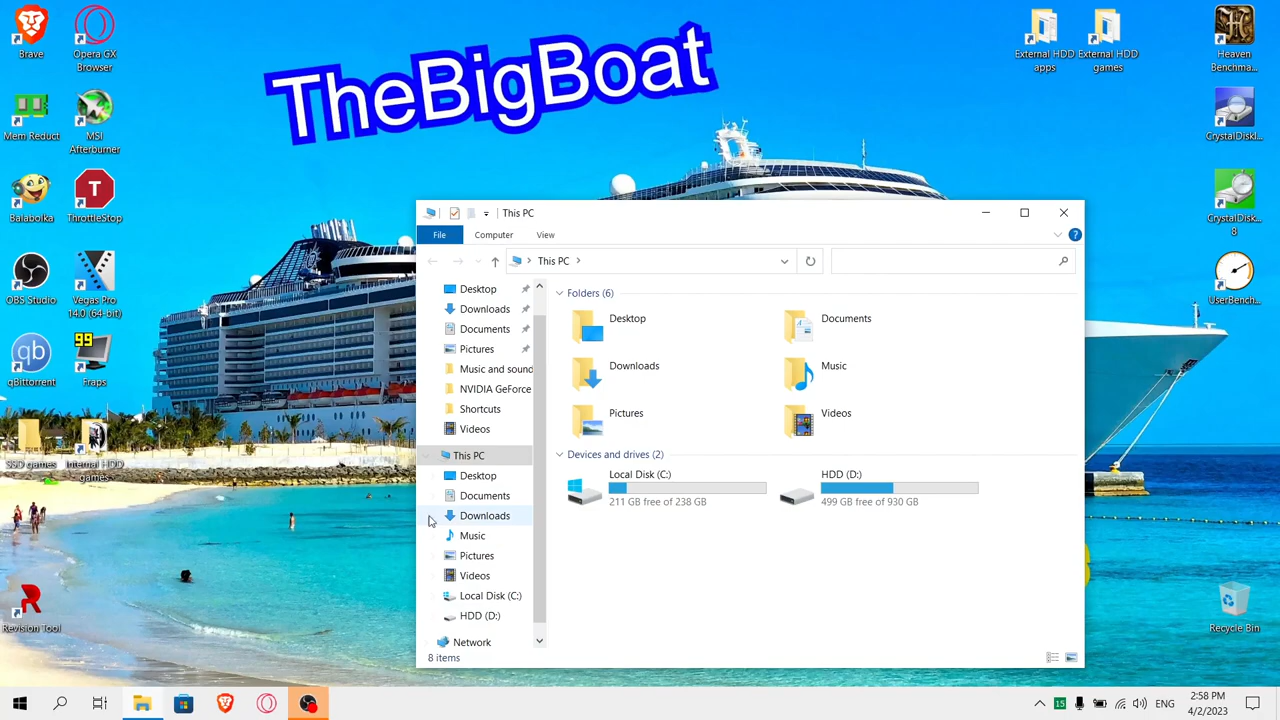 Brave
Opera GX
Browser
TheBigBoat
External HDD
apps
External HDD
games
Heaven
Benchma...
Mem Reduct
MSI
Afterburner
CrystalDiskI...
Balabolka
T
ThrottleStop
CrystalDisk...
8
OBS Studio
Vegas Pro
14.0 (64-bit)
UserBench...
qb
qBittorrent
99
Fraps
SSD games
Internal HDD
games
R
Revision Tool
Recycle Bin
This PC
File
Computer
View
This PC
Desktop
Downloads
Documents
Pictures
Music and sound
NVIDIA GeForce
Shortcuts
Videos
This PC
Desktop
Documents
Downloads
Music
Pictures
Videos
Local Disk (C:)
HDD (D:)
Network
Folders (6)
Desktop
Documents
Downloads
Music
Pictures
Videos
Devices and drives (2)
Local Disk (C:)
211 GB free of 238 GB
HDD (D:)
499 GB free of 930 GB
8 items
15
ENG
2:58 PM
4/2/2023